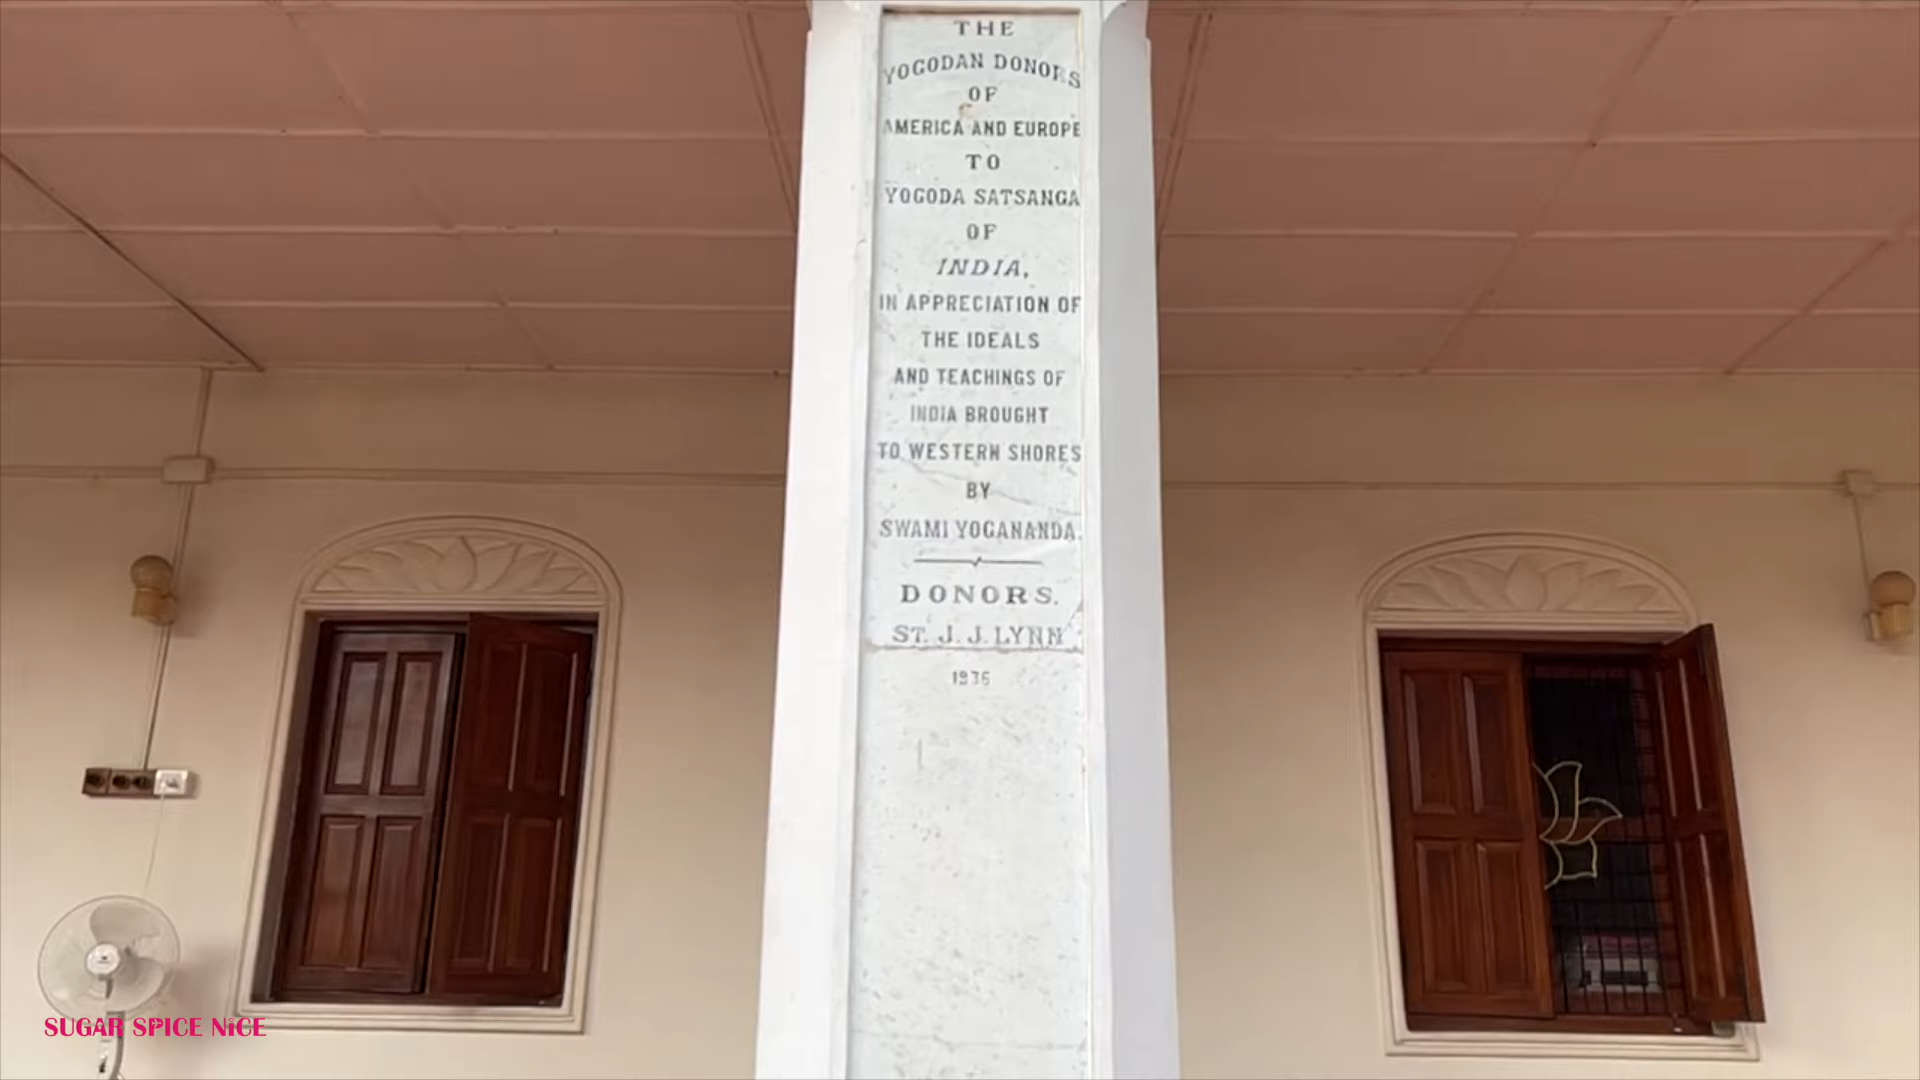 THE
YOGODAN DONORS
OF
AMERICA AND EUROPE
TO
YOGODA SATSANGA
OF
INDIA,
IN APPRECIATION OF
THE IDEALS
AND TEACHINGS OF
INDIA BROUGHT
TO WESTERN SHORES
BY
SWAMI YOGANANDA.
DONORS.
ST. J. J. LYNN
1936
SUGAR SPICE NiCE